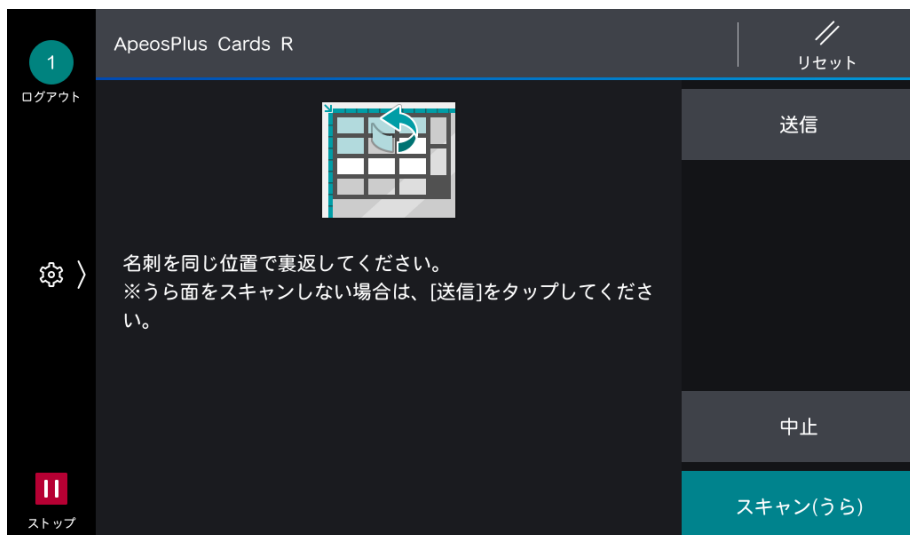 1
ログアウト
ApeosPlus Cards R
リセット
送信
名刺を同じ位置で裏返してください。
※うら面をスキャンしない場合は、[送信]をタップしてくださ
い。
中止
スキャン(うら)
ストップ